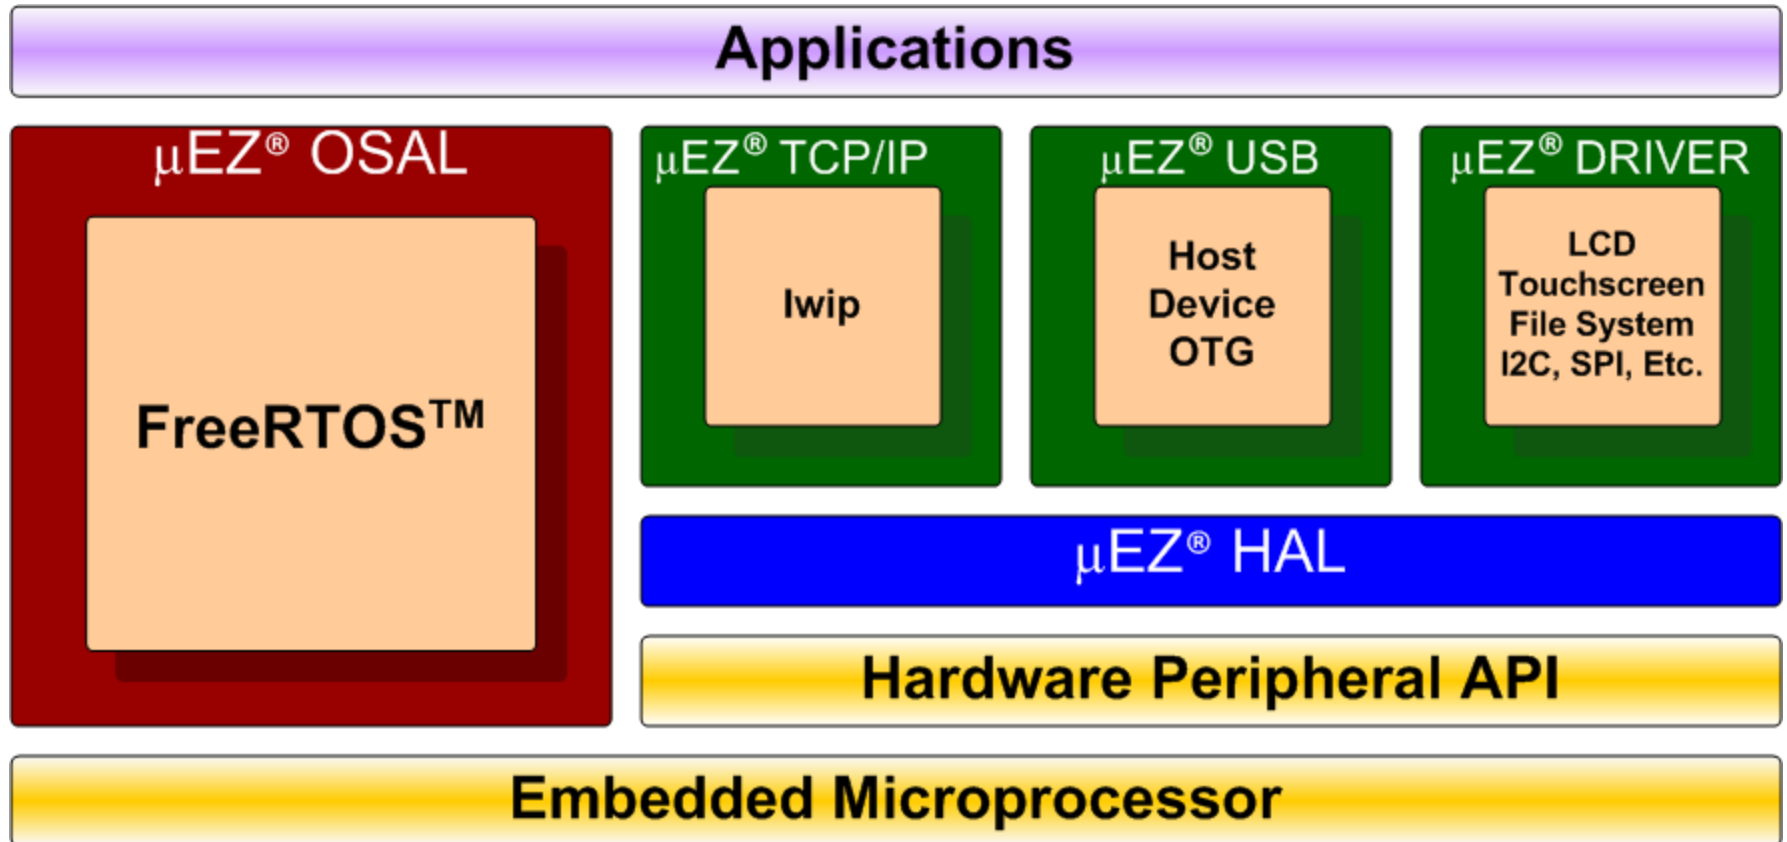 Applications
μEZ® OSAL
FreeRTOS™
μEZ® TCP/IP
lwip
μEZ® USB
Host
Device
OTG
μEZ® DRIVER
LCD
Touchscreen
File System
I2C, SPI, Etc.
μEZ® HAL
Hardware Peripheral API
Embedded Microprocessor